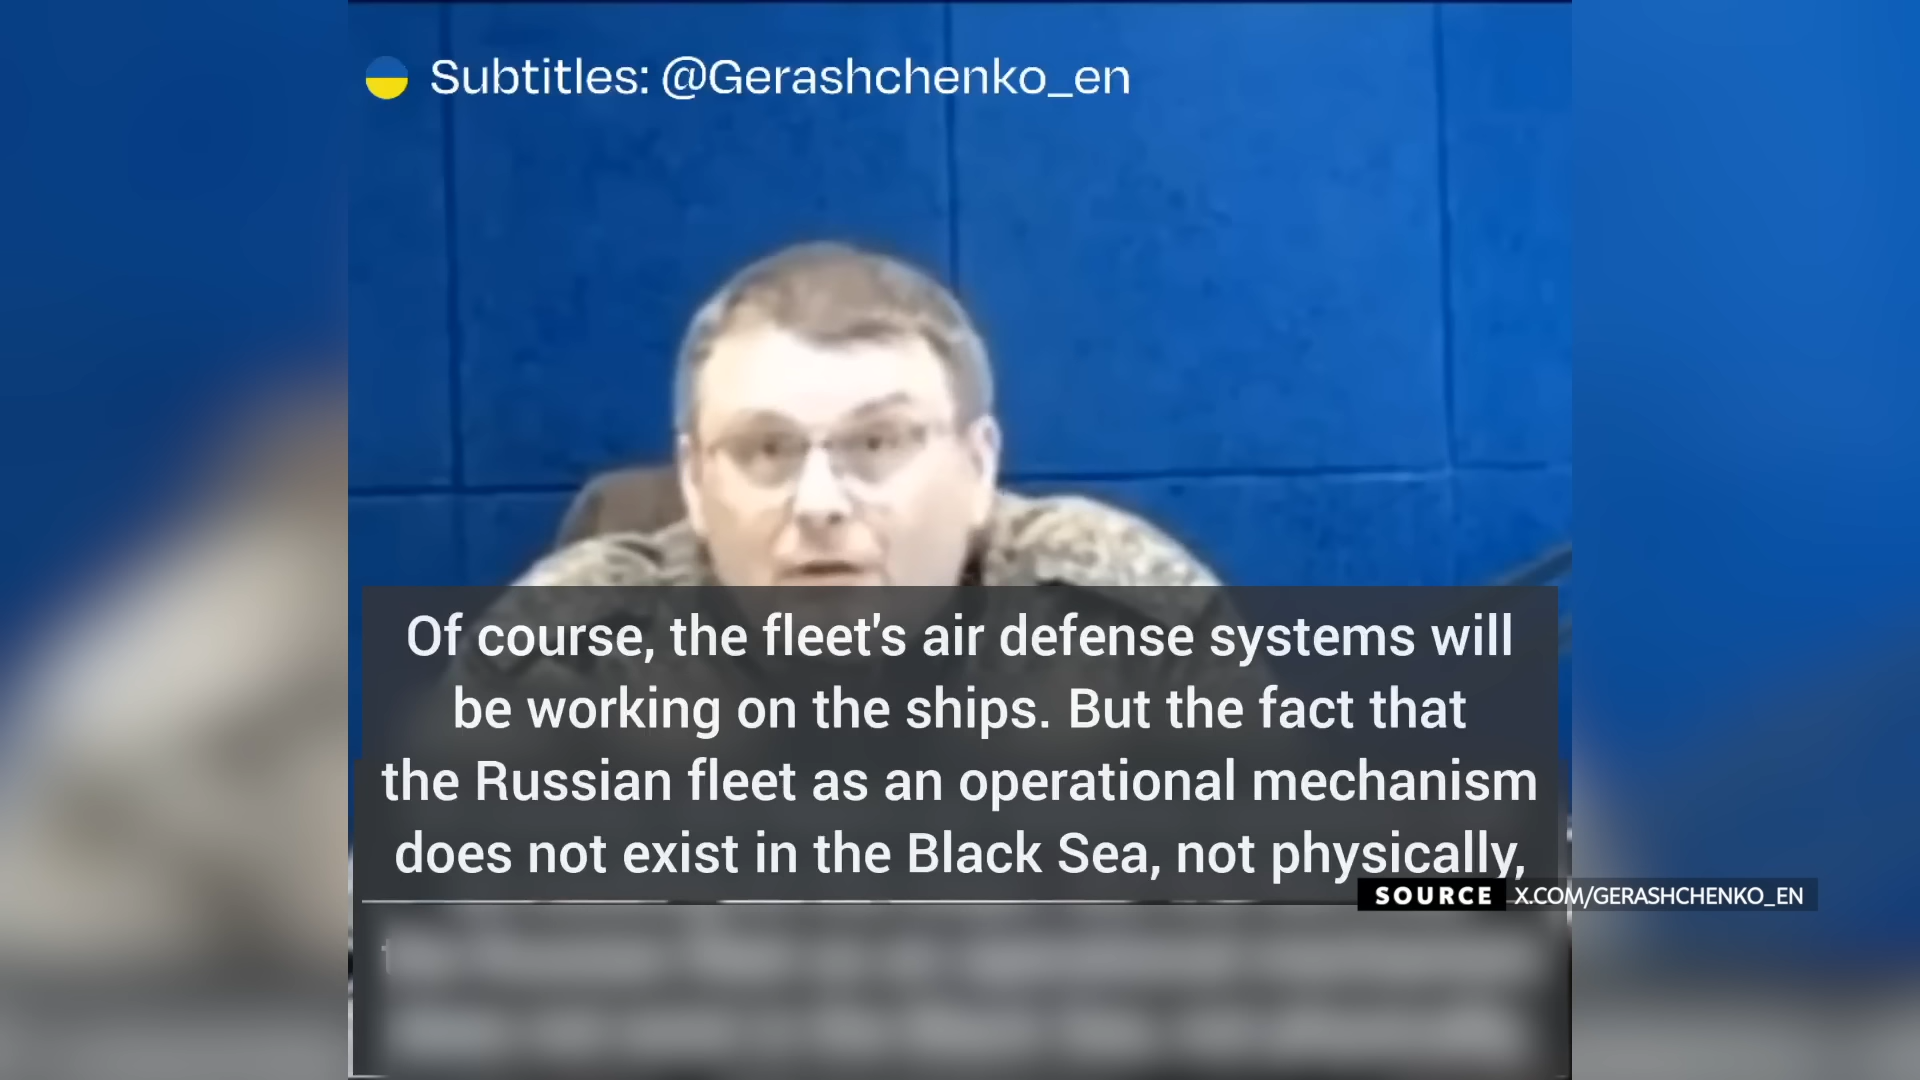 Subtitles: @Gerashchenko_en
Of course, the fleet's air defense systems will
be working on the ships. But the fact that
the Russian fleet as an operational mechanism
does not exist in the Black Sea, not physically,
SOURCE X.COM/GERASHCHENKO_EN